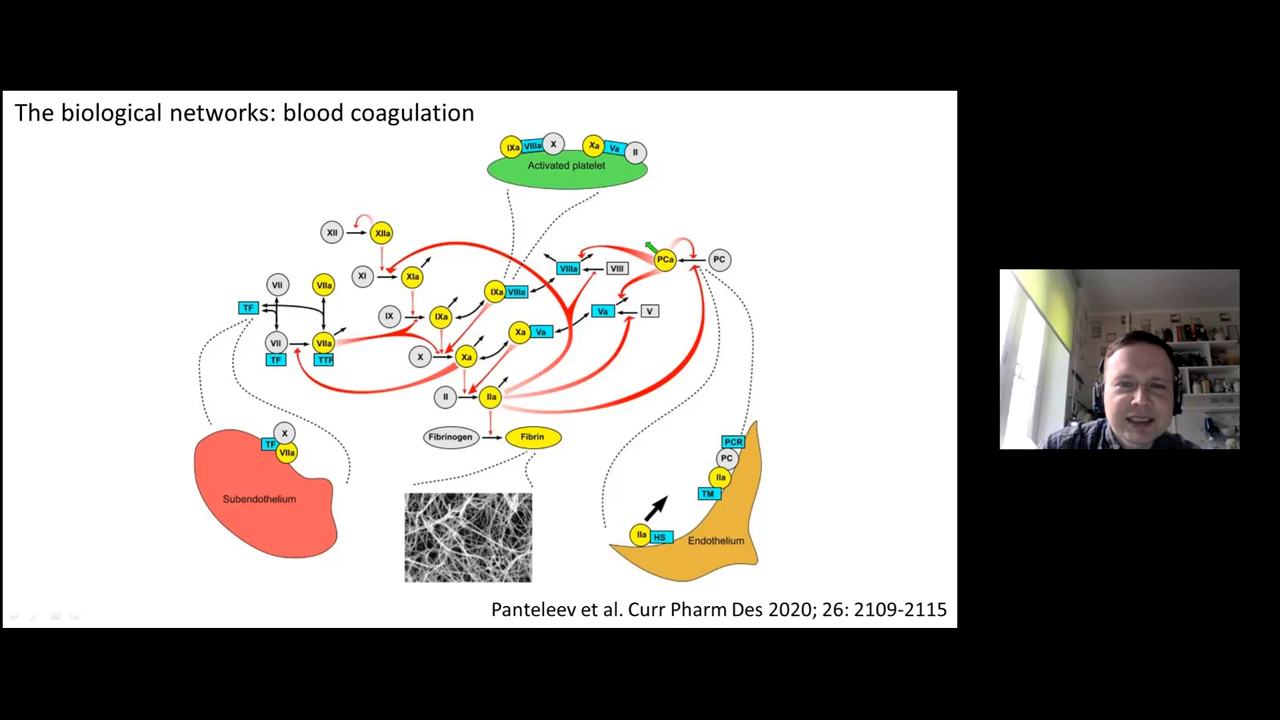 The biological networks: blood coagulation
IXa VIIIa X
Xa Va II
Activated platelet
XII XIIa
XI XIa
VIIIa VIII
PCa PC
VII VIIa
TF
IX IXa
IXa VIIIa
Va V
Xa Va
VII VIIa
TF
X Xa
II IIa
Fibrinogen Fibrin
X
TF
VIIa
Subendothelium
PCR
PC
IIa
TM
IIa HS
Endothelium
Panteleev et al. Curr Pharm Des 2020; 26: 2109-2115